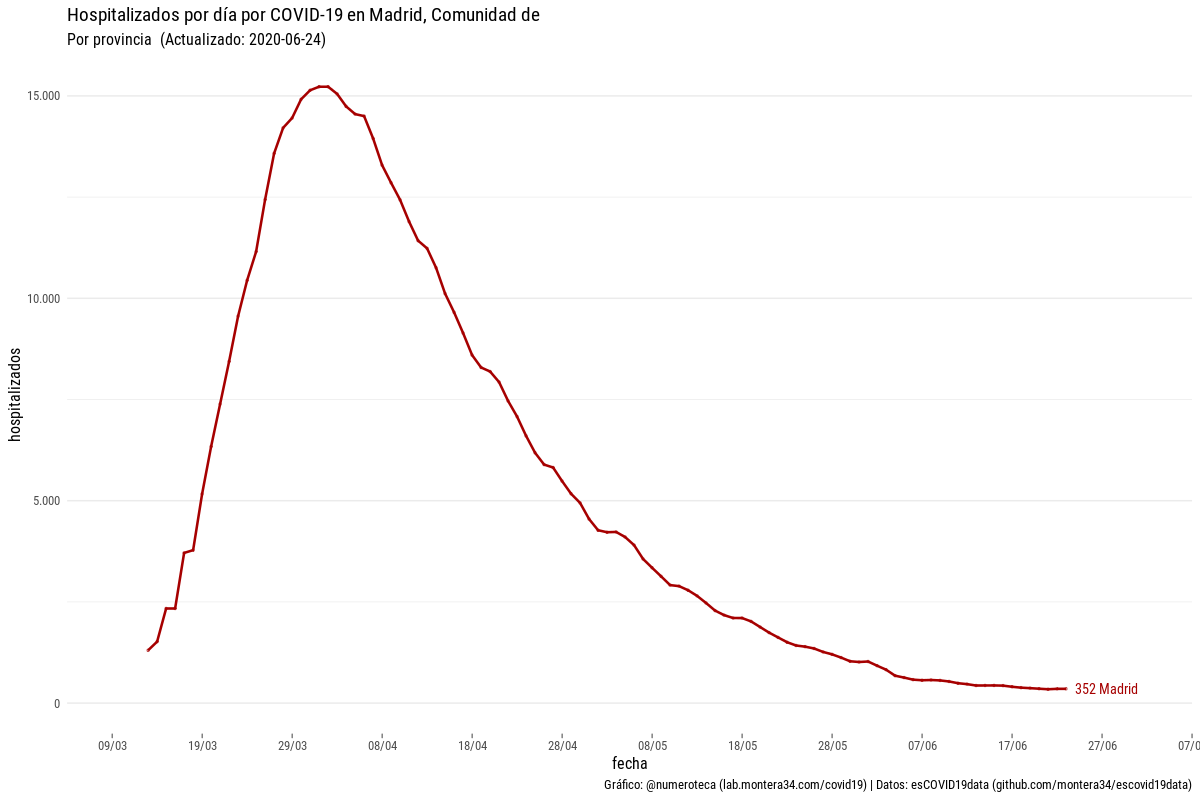 Hospitalizados por día por COVID-19 en Madrid, Comunidad de
Por provincia (Actualizado: 2020-06-24)
15.000
10.000
5.000
0
hospitalizados
352 Madrid
09/03
19/03
29/03
08/04
18/04
28/04
08/05
18/05
28/05
07/06
17/06
27/06
07/0
fecha
Gráfico: @numeroteca (lab.montera34.com/covid19) | Datos: esCOVID19data (github.com/montera34/escovid19data)